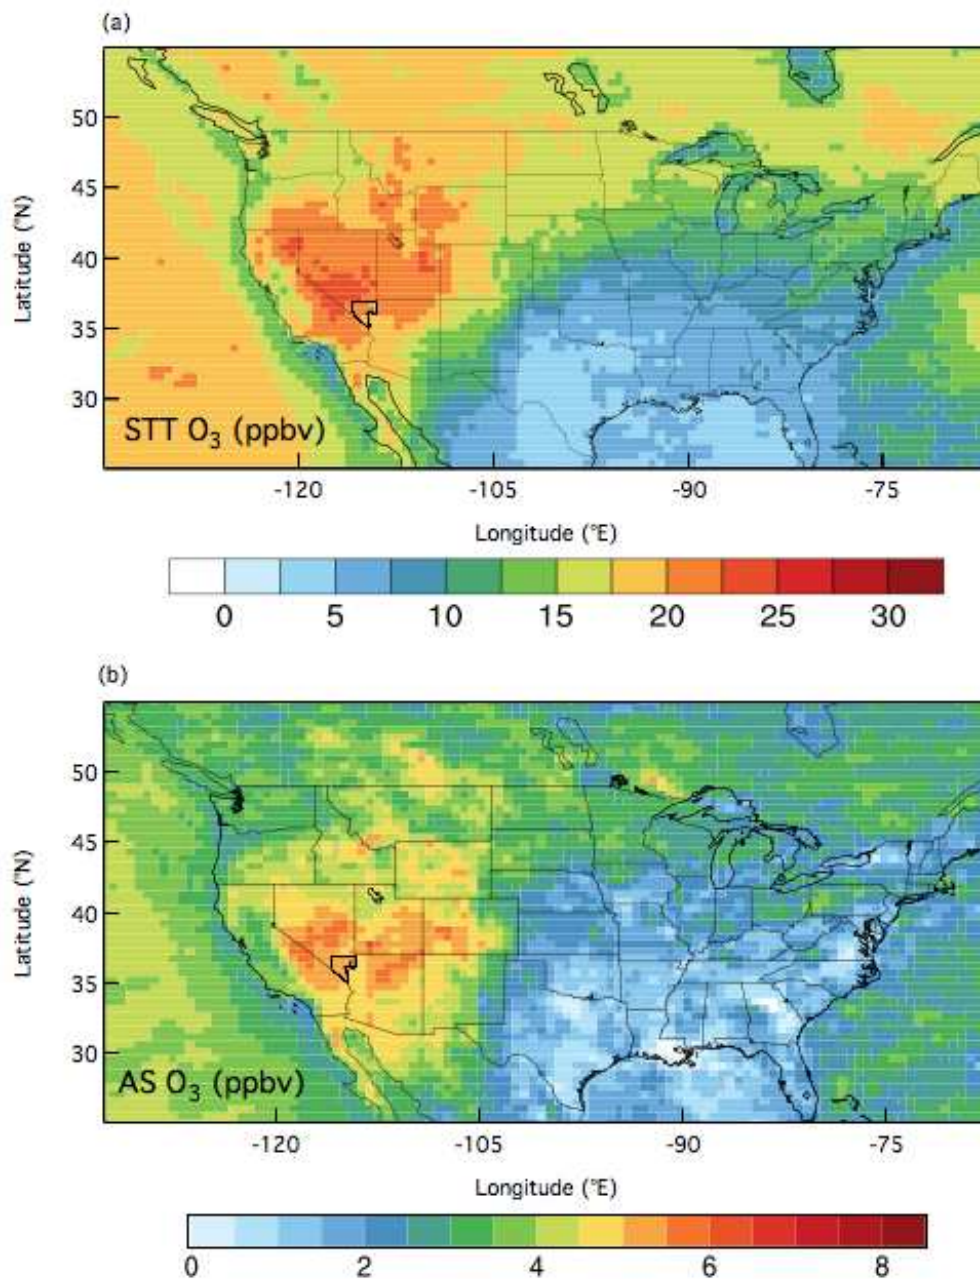 (a)
50
45
40
35
30
Latitude (°N)
STT O₃ (ppbv)
-120 -105 -90 -75
Longitude (°E)
0 5 10 15 20 25 30
(b)
50
45
40
35
30
Latitude (°N)
AS O₃ (ppbv)
-120 -105 -90 -75
Longitude (°E)
0 2 4 6 8